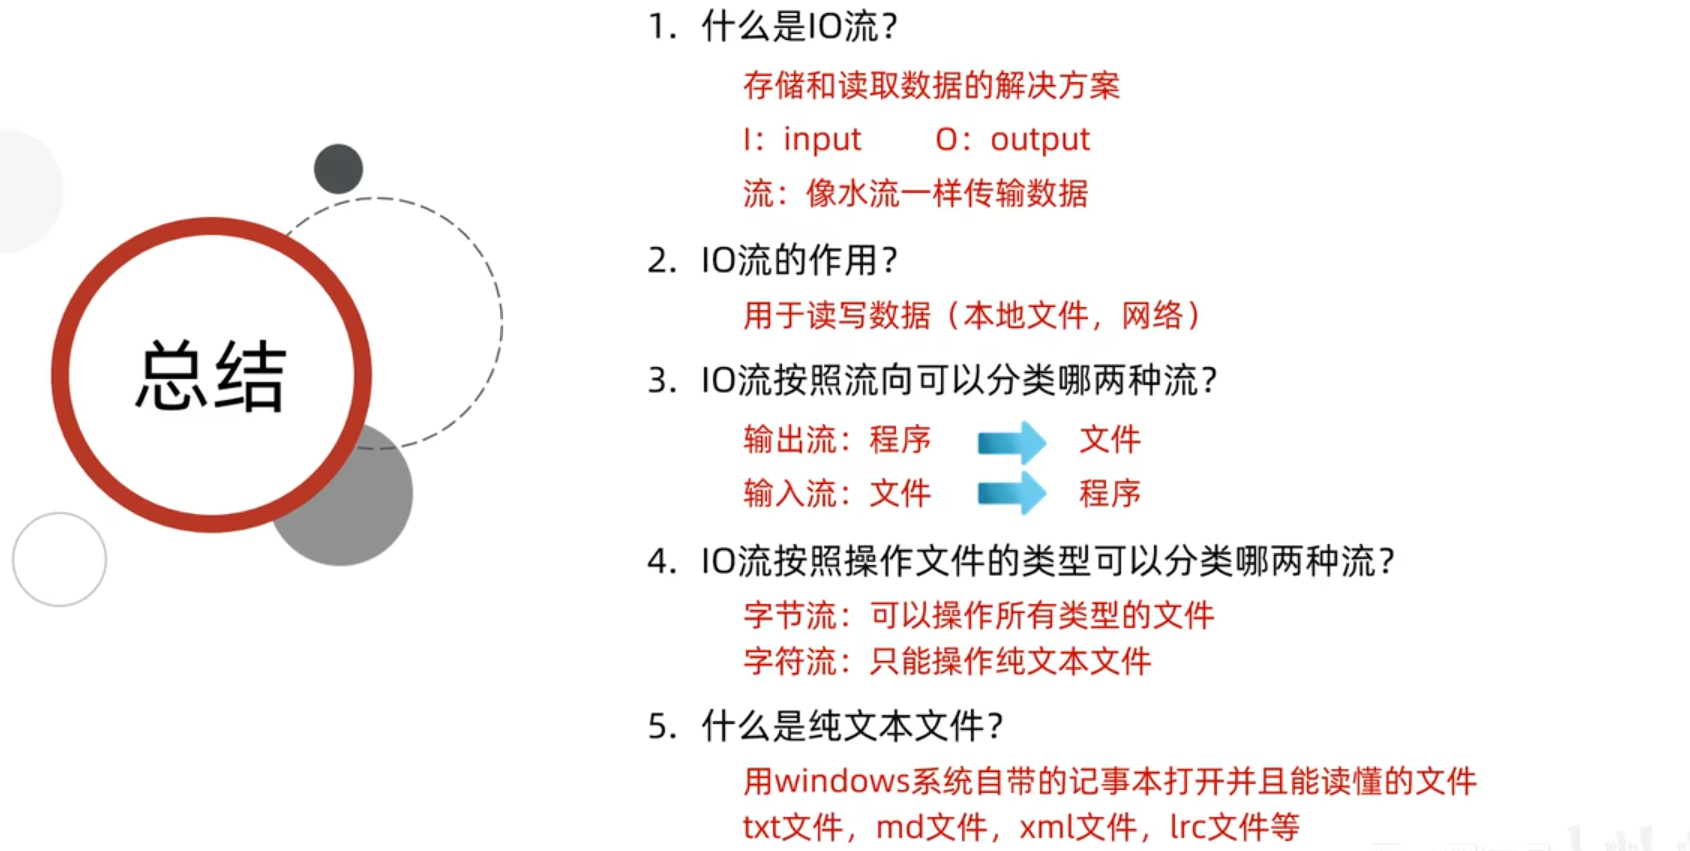 总结
1. 什么是IO流？
存储和读取数据的解决方案
I：input O：output
流：像水流一样传输数据
2. IO流的作用？
用于读写数据（本地文件，网络）
3. IO流按照流向可以分类哪两种流？
输出流：程序 文件
输入流：文件 程序
4. IO流按照操作文件的类型可以分类哪两种流？
字节流：可以操作所有类型的文件
字符流：只能操作纯文本文件
5. 什么是纯文本文件？
用windows系统自带的记事本打开并且能读懂的文件
txt文件，md文件，xml文件，lrc文件等